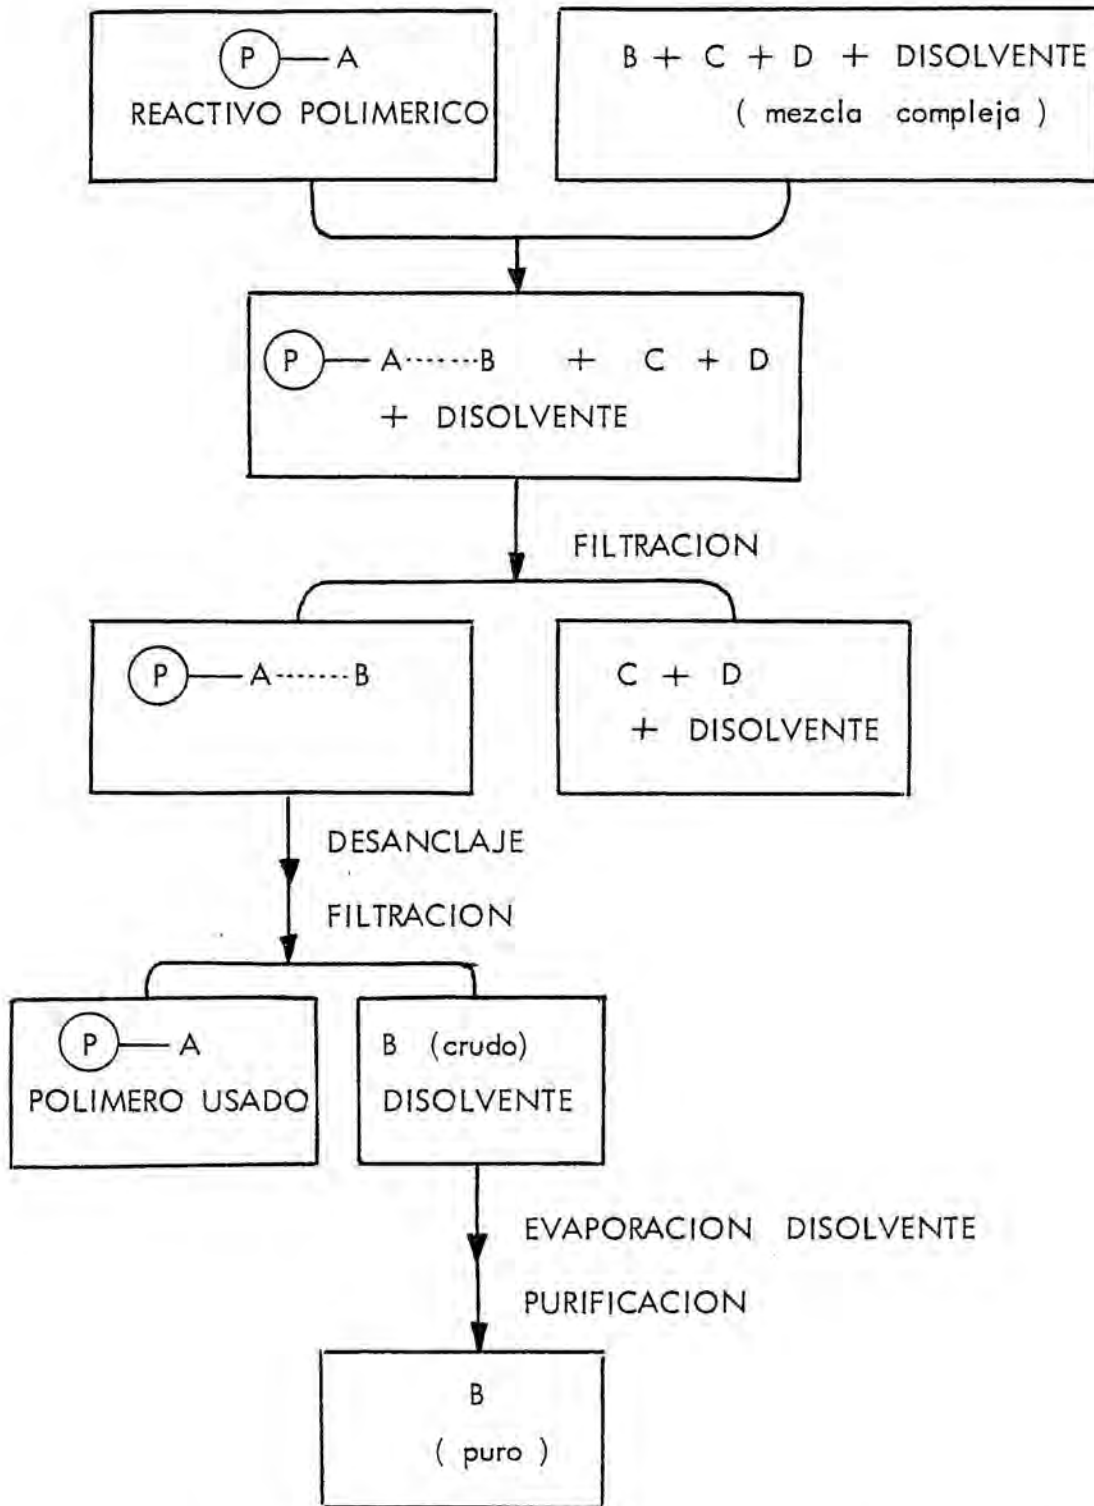 P — A
REACTIVO POLIMERICO
B + C + D + DISOLVENTE
( mezcla compleja )
P — A ······ B + C + D
+ DISOLVENTE
FILTRACION
P — A ······ B
C + D
+ DISOLVENTE
DESANCLAJE
FILTRACION
P — A
POLIMERO USADO
B (crudo)
DISOLVENTE
EVAPORACION DISOLVENTE
PURIFICACION
B
( puro )